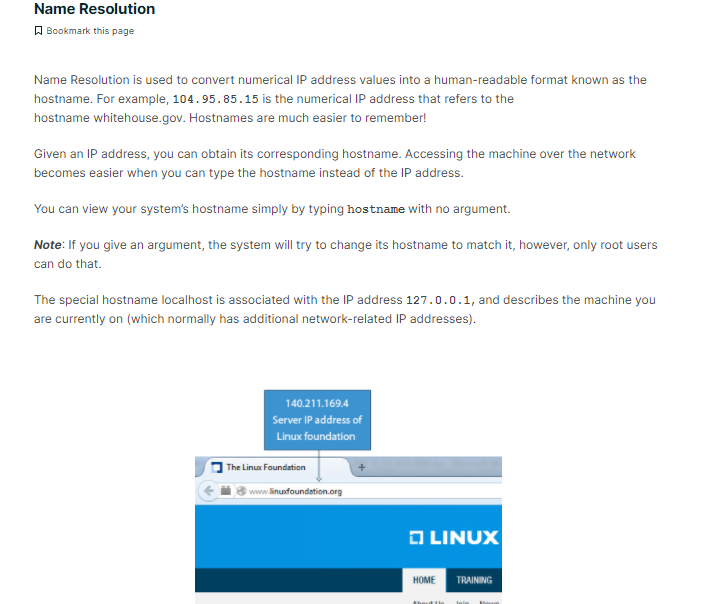 Name Resolution
Bookmark this page
Name Resolution is used to convert numerical IP address values into a human-readable format known as the
hostname. For example, 104.95.85.15 is the numerical IP address that refers to the
hostname whitehouse.gov. Hostnames are much easier to remember!
Given an IP address, you can obtain its corresponding hostname. Accessing the machine over the network
becomes easier when you can type the hostname instead of the IP address.
You can view your system’s hostname simply by typing hostname with no argument.
Note: If you give an argument, the system will try to change its hostname to match it, however, only root users
can do that.
The special hostname localhost is associated with the IP address 127.0.0.1, and describes the machine you
are currently on (which normally has additional network-related IP addresses).
140.211.169.4
Server IP address of
Linux foundation
The Linux Foundation
www.linuxfoundation.org
LINUX
HOME TRAINING